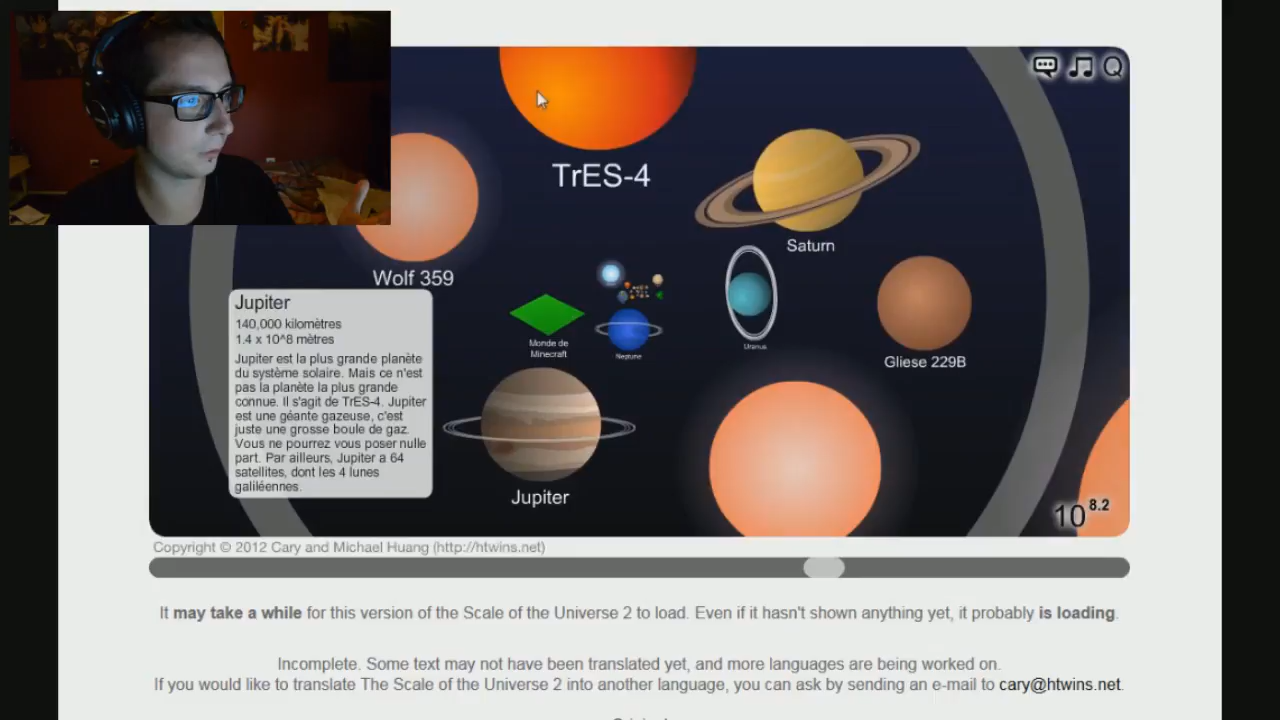 TrES-4
Saturn
Wolf 359
Jupiter
140,000 kilomètres
1.4 x 10^8 mètres
Jupiter est la plus grande planète
du système solaire. Mais ce n'est
pas la planète la plus grande
connue. Il s'agit de TrES-4. Jupiter
est une géante gazeuse, c'est
juste une grosse boule de gaz.
Vous ne pourrez vous poser nulle
part. Par ailleurs, Jupiter a 64
satellites, dont les 4 lunes
galiléennes.
Monde de
Minecraft
Neptune
Uranus
Gliese 229B
Jupiter
10^8.2
Copyright © 2012 Cary and Michael Huang (http://htwins.net)
It may take a while for this version of the Scale of the Universe 2 to load. Even if it hasn't shown anything yet, it probably is loading.
Incomplete. Some text may not have been translated yet, and more languages are being worked on.
If you would like to translate The Scale of the Universe 2 into another language, you can ask by sending an e-mail to cary@htwins.net.